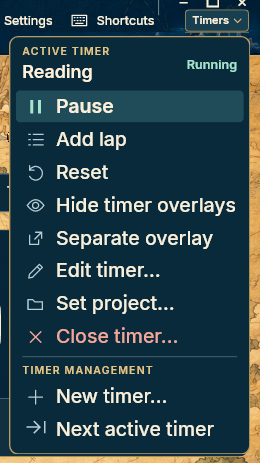 Settings
Shortcuts
Timers
ACTIVE TIMER
Reading
Running
Pause
Add lap
Reset
Hide timer overlays
Separate overlay
Edit timer...
Set project...
Close timer...
TIMER MANAGEMENT
New timer...
Next active timer